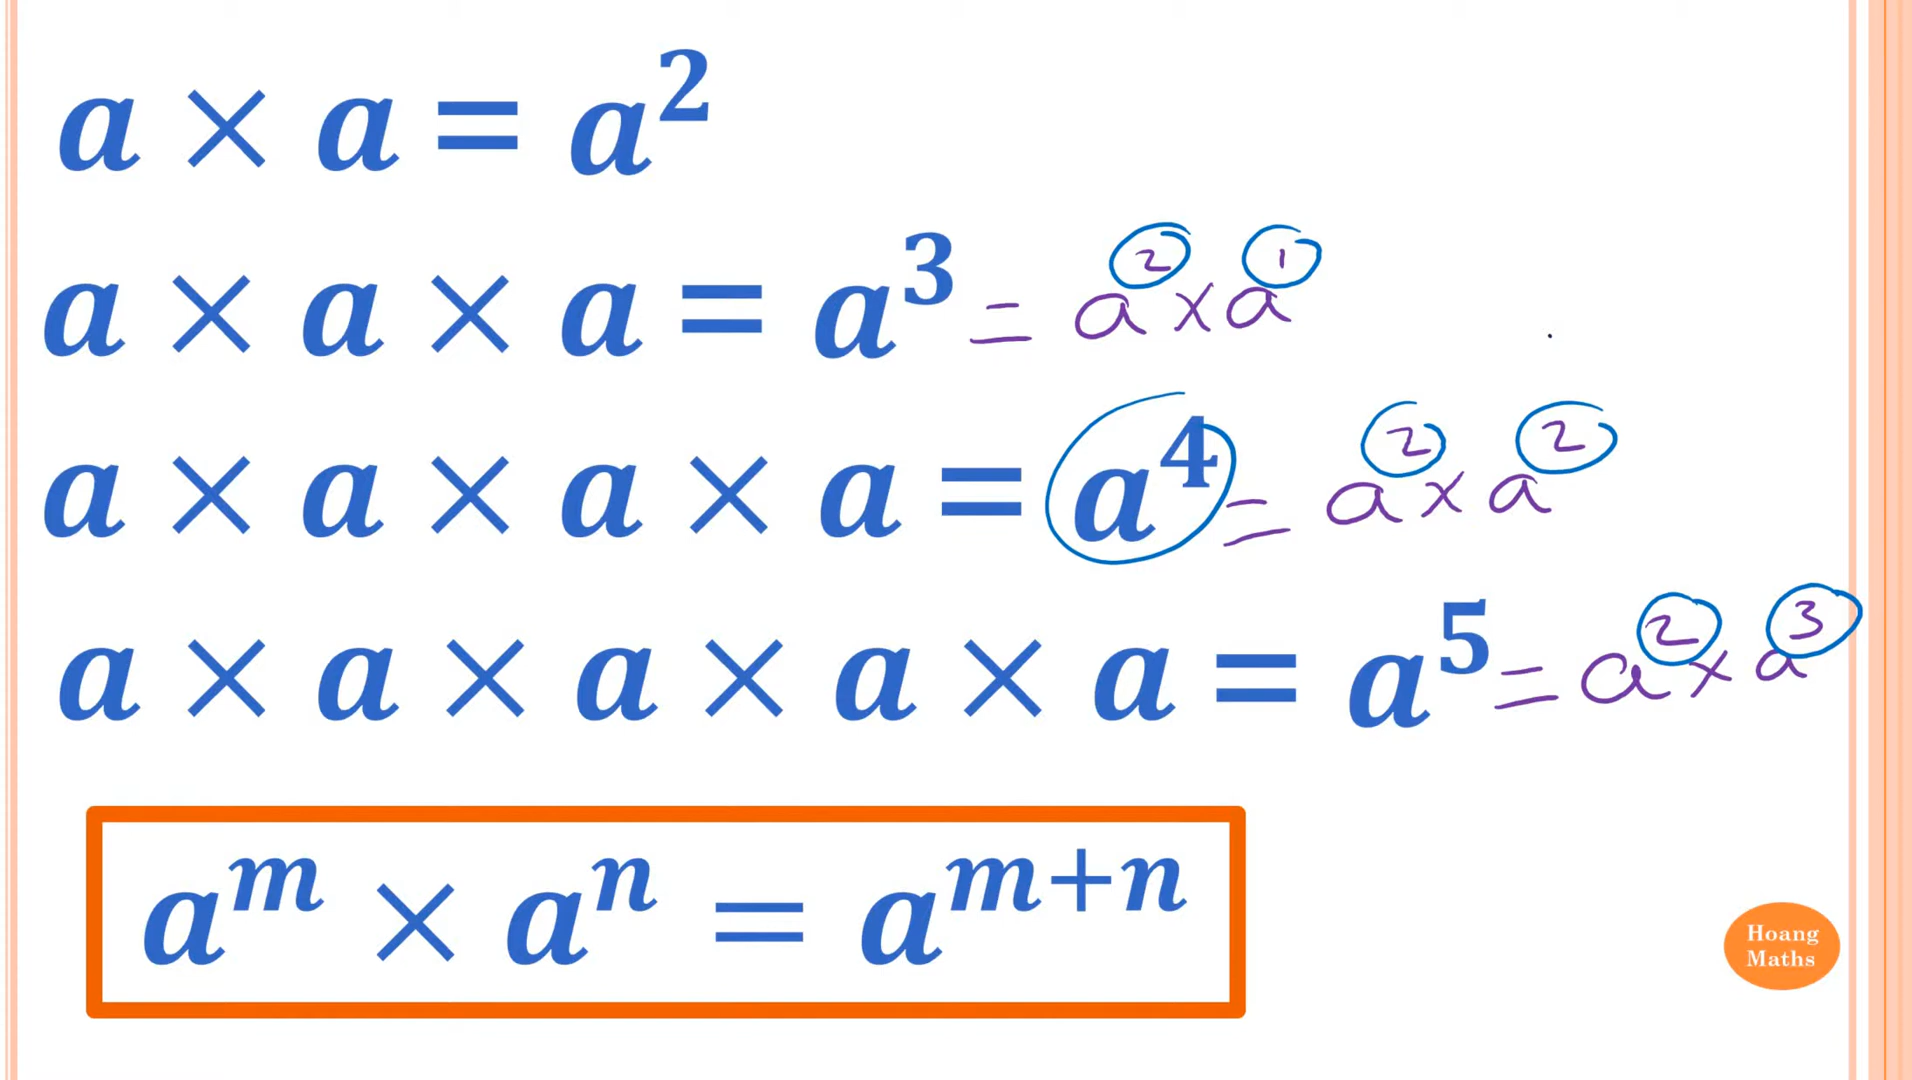 a × a = a²
a × a × a = a³ = a² × a¹
a × a × a × a = a⁴ = a² × a²
a × a × a × a × a = a⁵ = a² × a³
aᵐ × aⁿ = aᵐ⁺ⁿ
Hoang
Maths